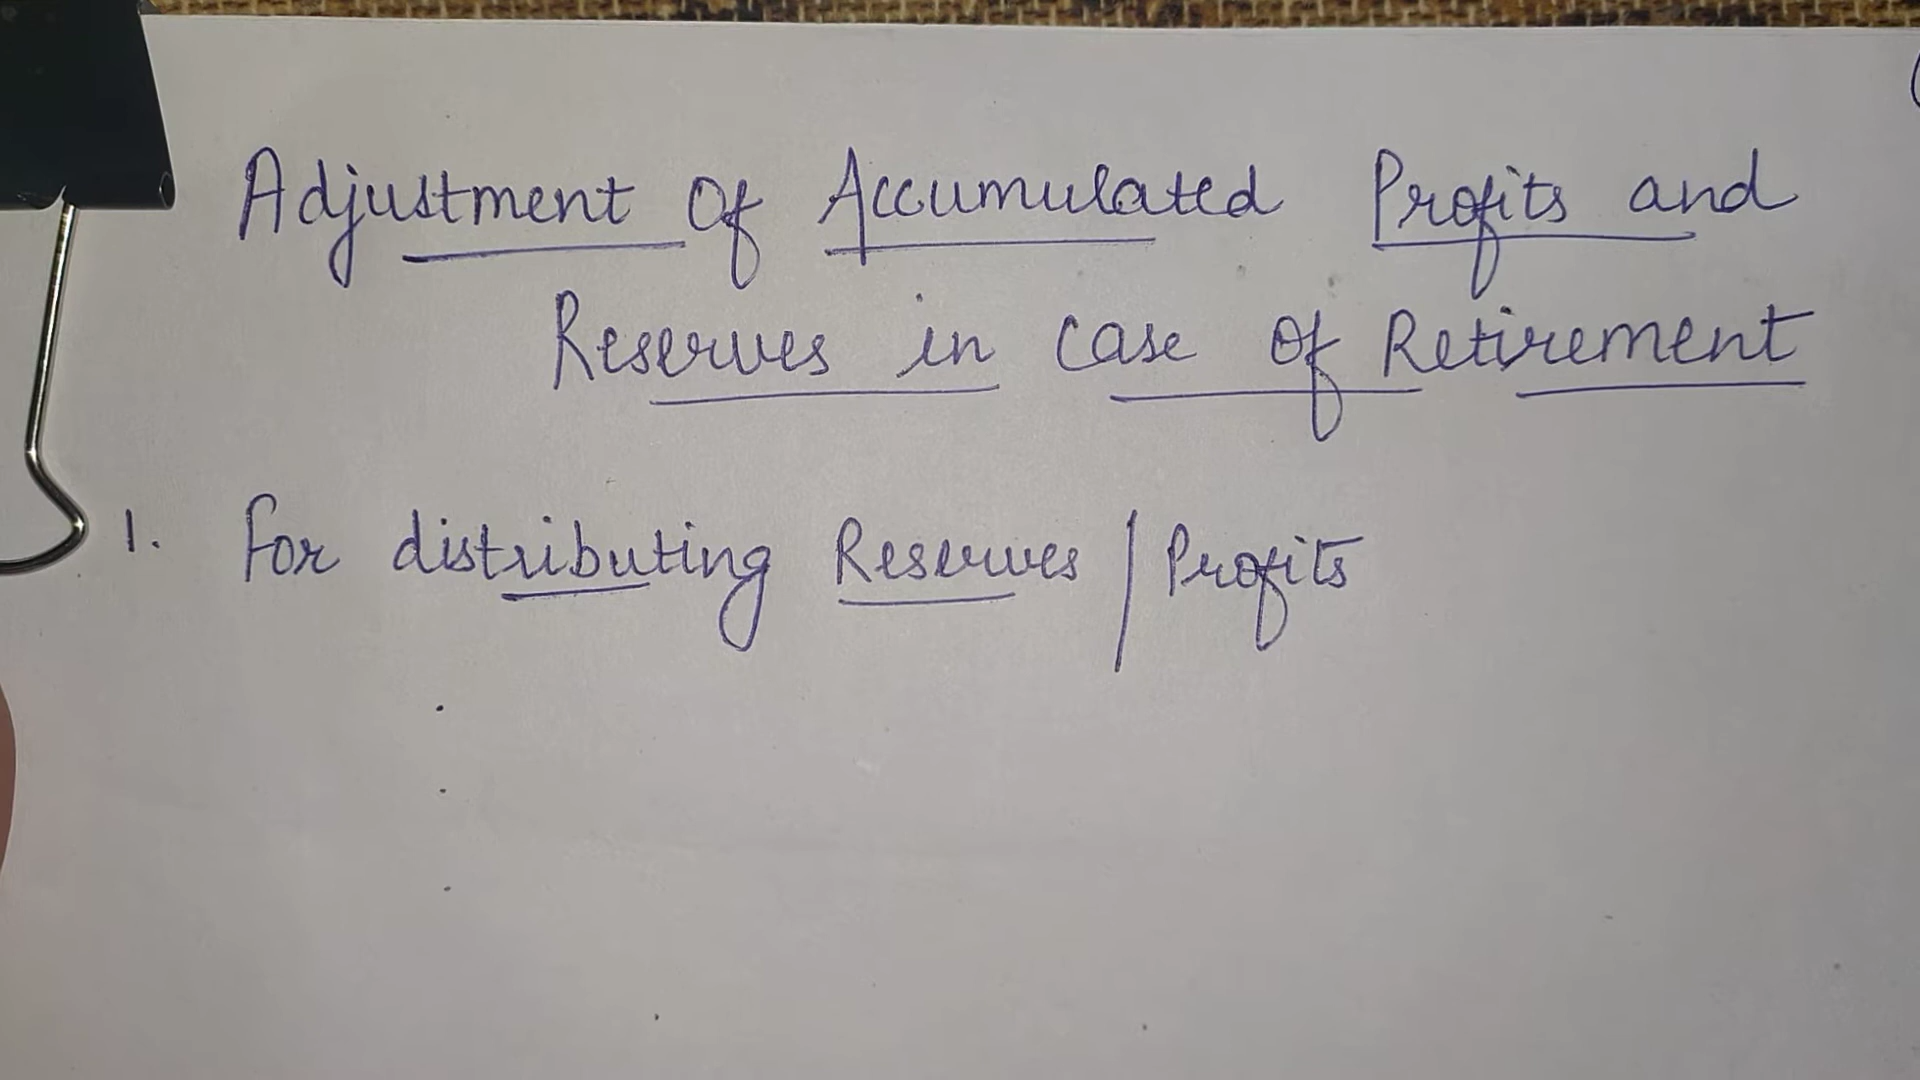 Adjustment Of Accumulated Profits and
Reserves in case of Retirement
1. For distributing Reserves / Profits